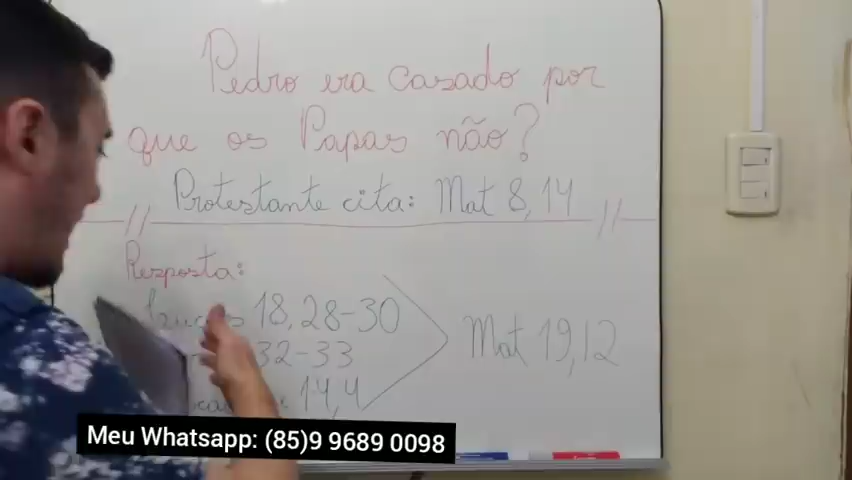 Pedro era casado por
que os Papas não?
Protestante cita: Mat 8,14
Resposta:
Lucas 18,28-30
32-33
14,4
Mat 19,12
Meu Whatsapp: (85)9 9689 0098